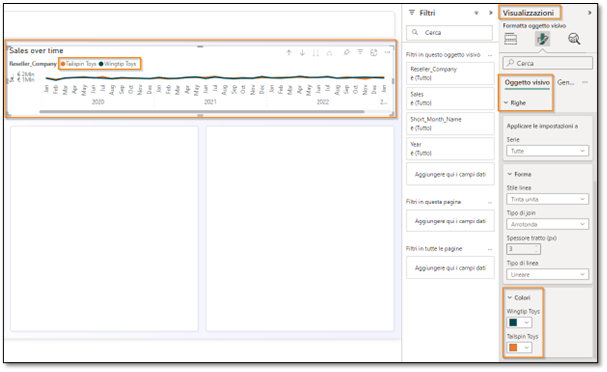 Sales over time
Reseller_Company Tailspin Toys Wingtip Toys
€ 2Mln
€ 1Mln
Jan Feb Mar Apr May Jun Jul Aug Sep Oct Nov Dec Jan Feb Mar Apr May Jun Jul Aug Sep Oct Nov Dec Jan Feb Mar Apr May Jun Jul Aug Sep Oct Nov Dec Jan
2020 2021 2022 2...
Filtri
Cerca
Filtri in questo oggetto visivo ...
Reseller_Company
è (Tutto)
Sales
è (Tutto)
Short_Month_Name
è (Tutto)
Year
è (Tutto)
Aggiungere qui i campi dati
Filtri in questa pagina ...
Aggiungere qui i campi dati
Filtri in tutte le pagine ...
Aggiungere qui i campi dati
Visualizzazioni
Formatta oggetto visivo
Cerca
Oggetto visivo Gen... ...
Righe
Applicare le impostazioni a
Serie
Tutte
Forma
Stile linea
Tinta unita
Tipo di join
Arrotonda
Spessore tratto (px)
3
Tipo di linea
Lineare
Colori
Wingtip Toys
Tailspin Toys